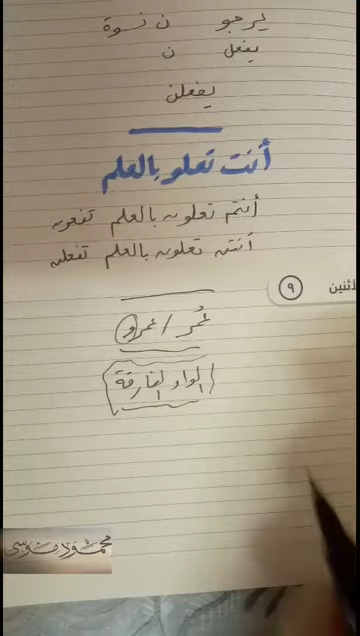 يرجو ن نسوة
يفعل ن
يفعلن
أنت تعلو بالعلم
أنتم تعلون بالعلم تفعون
أنتن تعلون بالعلم تفعلن
الاثنين ٩
عُمر / عمرو
الواو الفارقة
محمود موسى